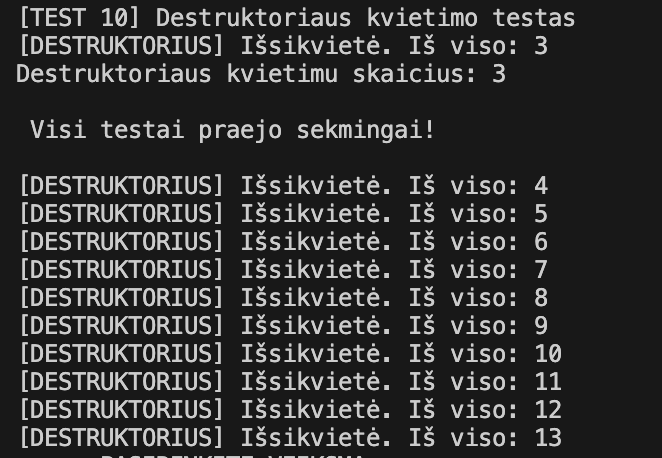 [TEST 10] Destruktoriaus kvietimo testas
[DESTRUKTORIUS] Išsikvietė. Iš viso: 3
Destruktoriaus kvietimu skaicius: 3
Visi testai praejo sekmingai!
[DESTRUKTORIUS] Išsikvietė. Iš viso: 4
[DESTRUKTORIUS] Išsikvietė. Iš viso: 5
[DESTRUKTORIUS] Išsikvietė. Iš viso: 6
[DESTRUKTORIUS] Išsikvietė. Iš viso: 7
[DESTRUKTORIUS] Išsikvietė. Iš viso: 8
[DESTRUKTORIUS] Išsikvietė. Iš viso: 9
[DESTRUKTORIUS] Išsikvietė. Iš viso: 10
[DESTRUKTORIUS] Išsikvietė. Iš viso: 11
[DESTRUKTORIUS] Išsikvietė. Iš viso: 12
[DESTRUKTORIUS] Išsikvietė. Iš viso: 13